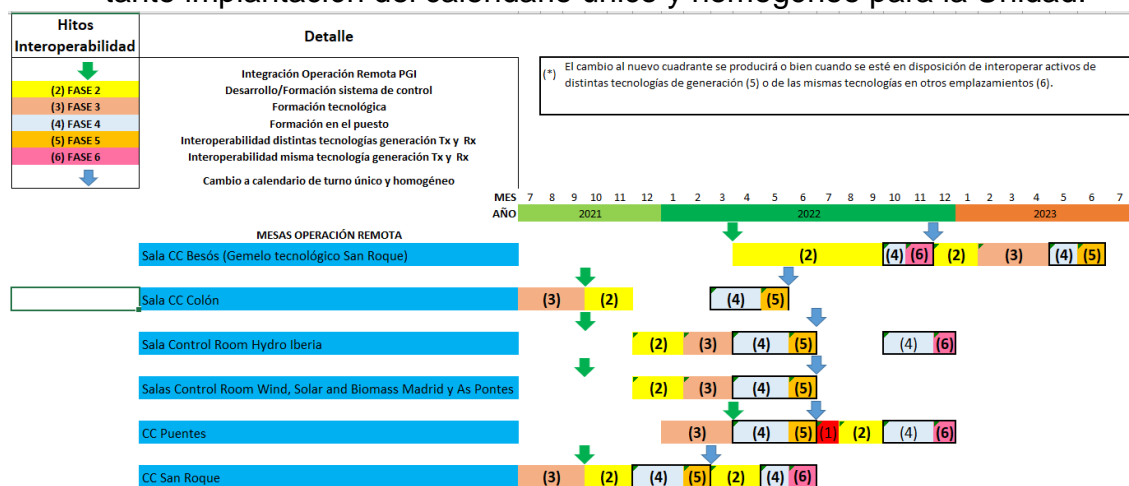 tanto implantación del calendario único y homogéneo para la Unidad.
Hitos
Interoperabilidad
Detalle
Integración Operación Remota PGI
(2) FASE 2
Desarrollo/Formación sistema de control
(3) FASE 3
Formación tecnológica
(4) FASE 4
Formación en el puesto
(5) FASE 5
Interoperabilidad distintas tecnologías generación Tx y Rx
(6) FASE 6
Interoperabilidad misma tecnología generación Tx y Rx
Cambio a calendario de turno único y homogéneo
(*) El cambio al nuevo cuadrante se producirá o bien cuando se esté en disposición de interoperar activos de
distintas tecnologías de generación (5) o de las mismas tecnologías en otros emplazamientos (6).
MES 7 8 9 10 11 12 1 2 3 4 5 6 7 8 9 10 11 12 1 2 3 4 5 6 7
AÑO 2021 2022 2023
MESAS OPERACIÓN REMOTA
Sala CC Besós (Gemelo tecnológico San Roque) (2) (4) (6) (2) (3) (4) (5)
Sala CC Colón (3) (2) (4) (5)
Sala Control Room Hydro Iberia (2) (3) (4) (5) (4) (6)
Salas Control Room Wind, Solar and Biomass Madrid y As Pontes (2) (3) (4) (5)
CC Puentes (3) (4) (5) (1) (2) (4) (6)
CC San Roque (3) (2) (4) (5) (2) (4) (6)